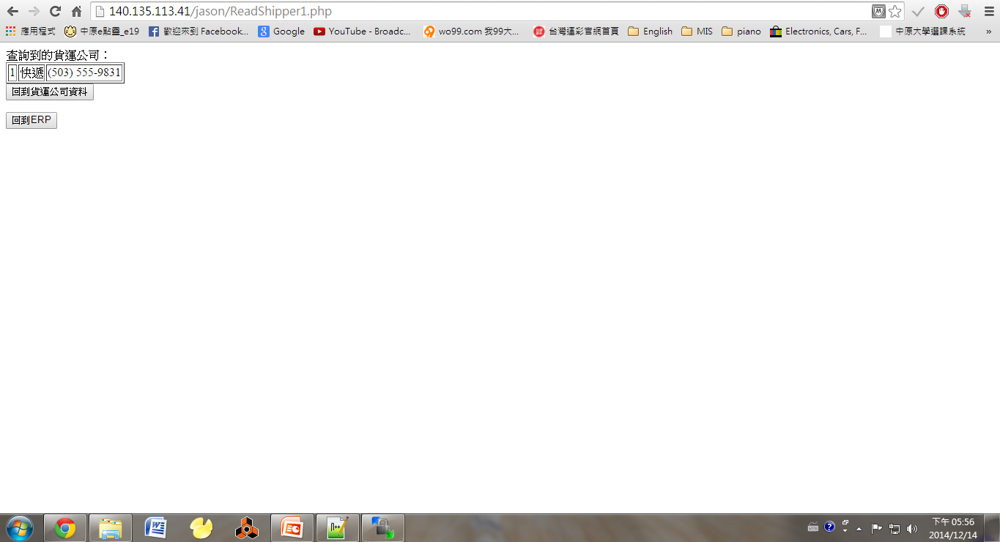 140.135.113.41/jason/ReadShipper1.php
應用程式 中原e點靈_e19 歡迎來到 Facebook... Google YouTube - Broadc... wo99.com 我99大... 台灣運彩官網首頁 English MIS piano Electronics, Cars, F... 中原大學選課系統 »
查詢到的貨運公司：
1 快遞 (503) 555-9831
回到貨運公司資料
回到ERP
下午 05:56
2014/12/14